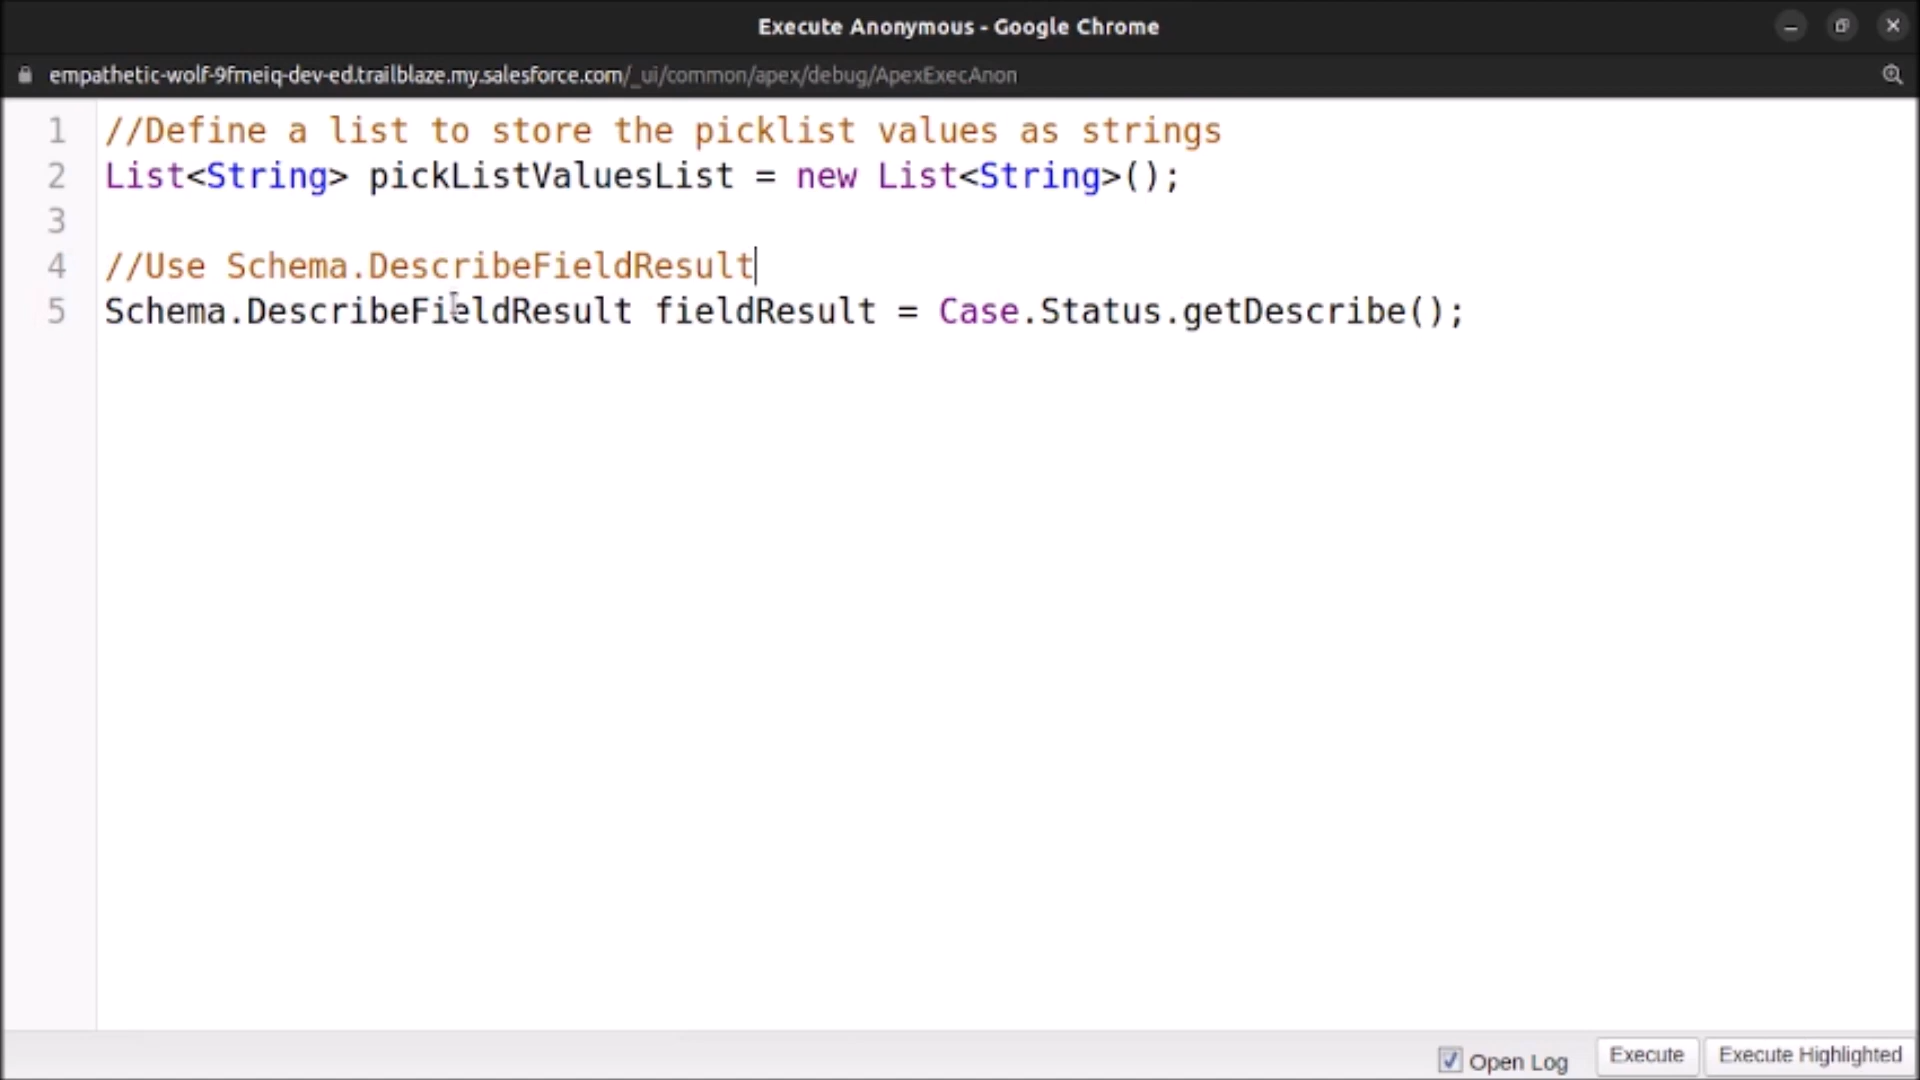 Execute Anonymous - Google Chrome
empathetic-wolf-9fmeiq-dev-ed.trailblaze.my.salesforce.com/_ui/common/apex/debug/ApexExecAnon
1 //Define a list to store the picklist values as strings
2 List<String> pickListValuesList = new List<String>();
3
4 //Use Schema.DescribeFieldResult
5 Schema.DescribeFieldResult fieldResult = Case.Status.getDescribe();
Open Log Execute Execute Highlighted